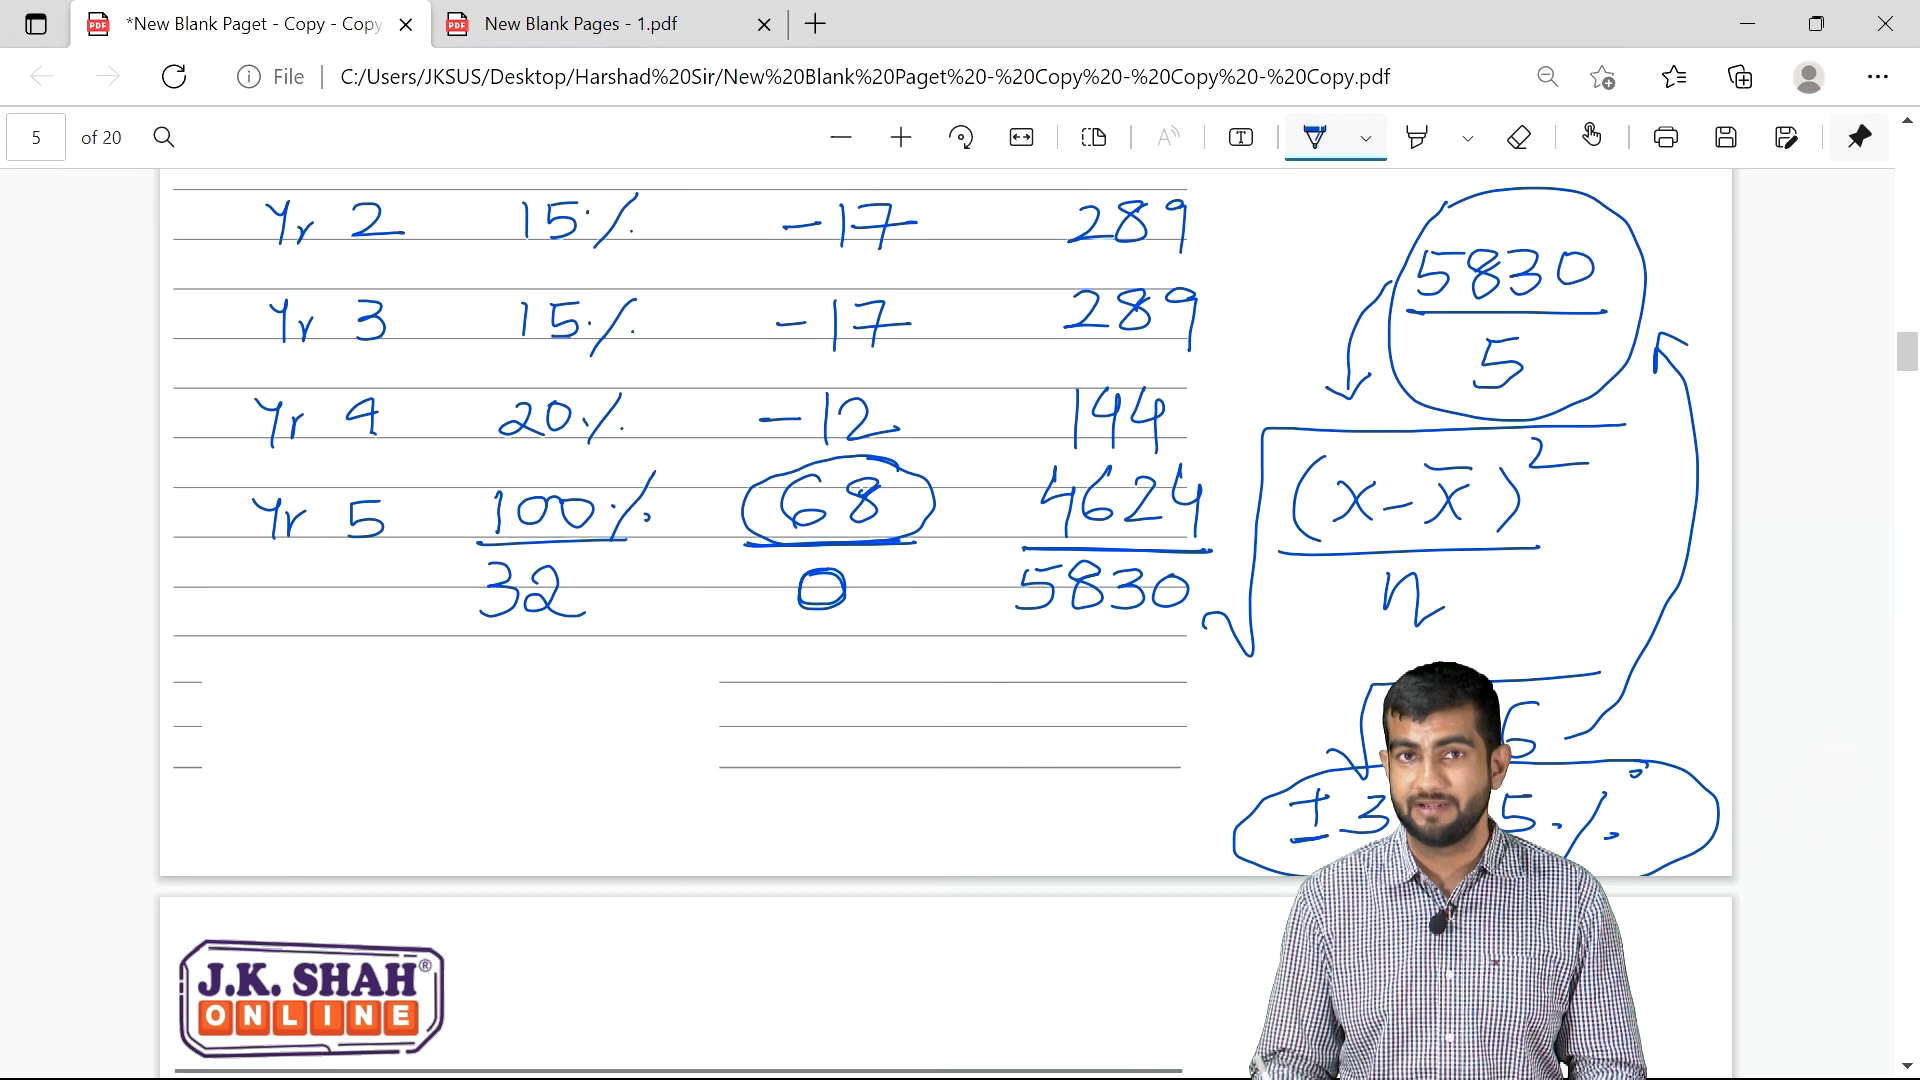 *New Blank Paget - Copy - Copy
New Blank Pages - 1.pdf
File
C:/Users/JKSUS/Desktop/Harshad%20Sir/New%20Blank%20Paget%20-%20Copy%20-%20Copy%20-%20Copy.pdf
5 of 20
Yr 2 15% -17 289
Yr 3 15% -17 289
Yr 4 20% -12 144
Yr 5 100% 68 4624
32 0 5830
5830
5
√(x-x̄)²
n
J.K. SHAH®
ONLINE